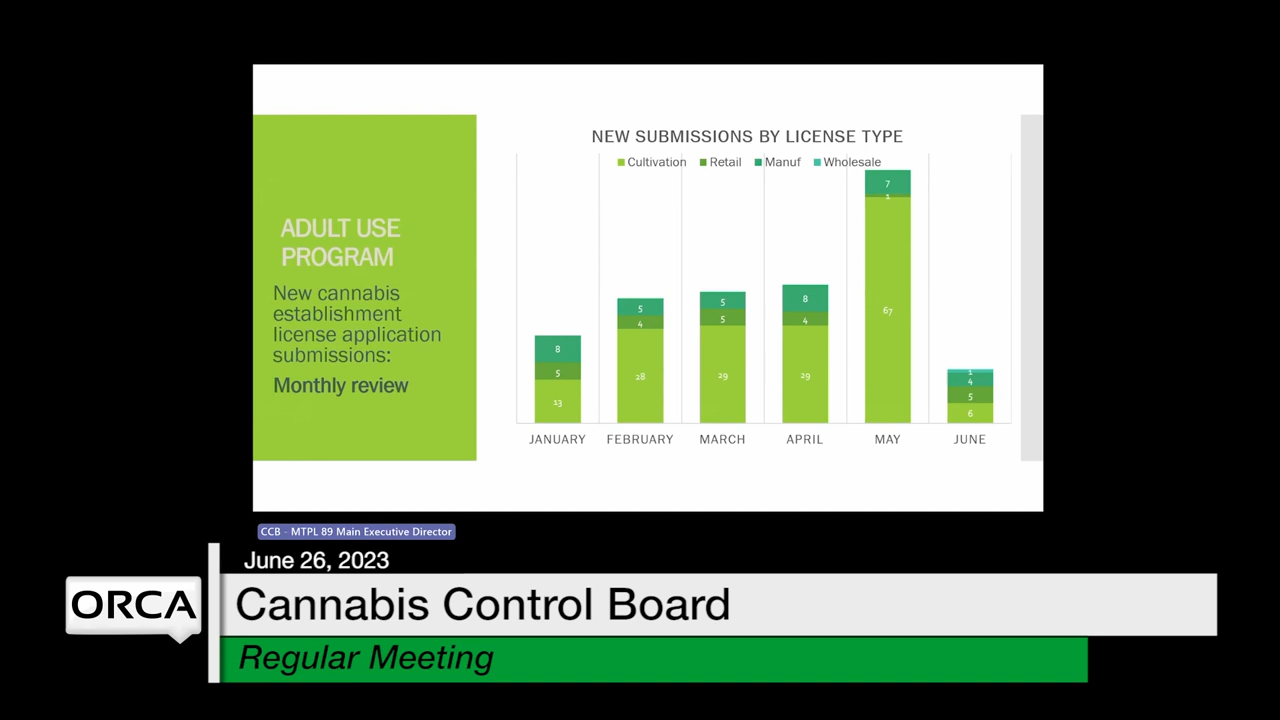 NEW SUBMISSIONS BY LICENSE TYPE
Cultivation Retail Manuf Wholesale
ADULT USE
PROGRAM
New cannabis
establishment
license application
submissions:
Monthly review
8
5
13
5
4
28
5
5
29
8
4
29
7
1
67
1
4
5
6
JANUARY FEBRUARY MARCH APRIL MAY JUNE
CCB - MTPL 89 Main Executive Director
June 26, 2023
ORCA
Cannabis Control Board
Regular Meeting